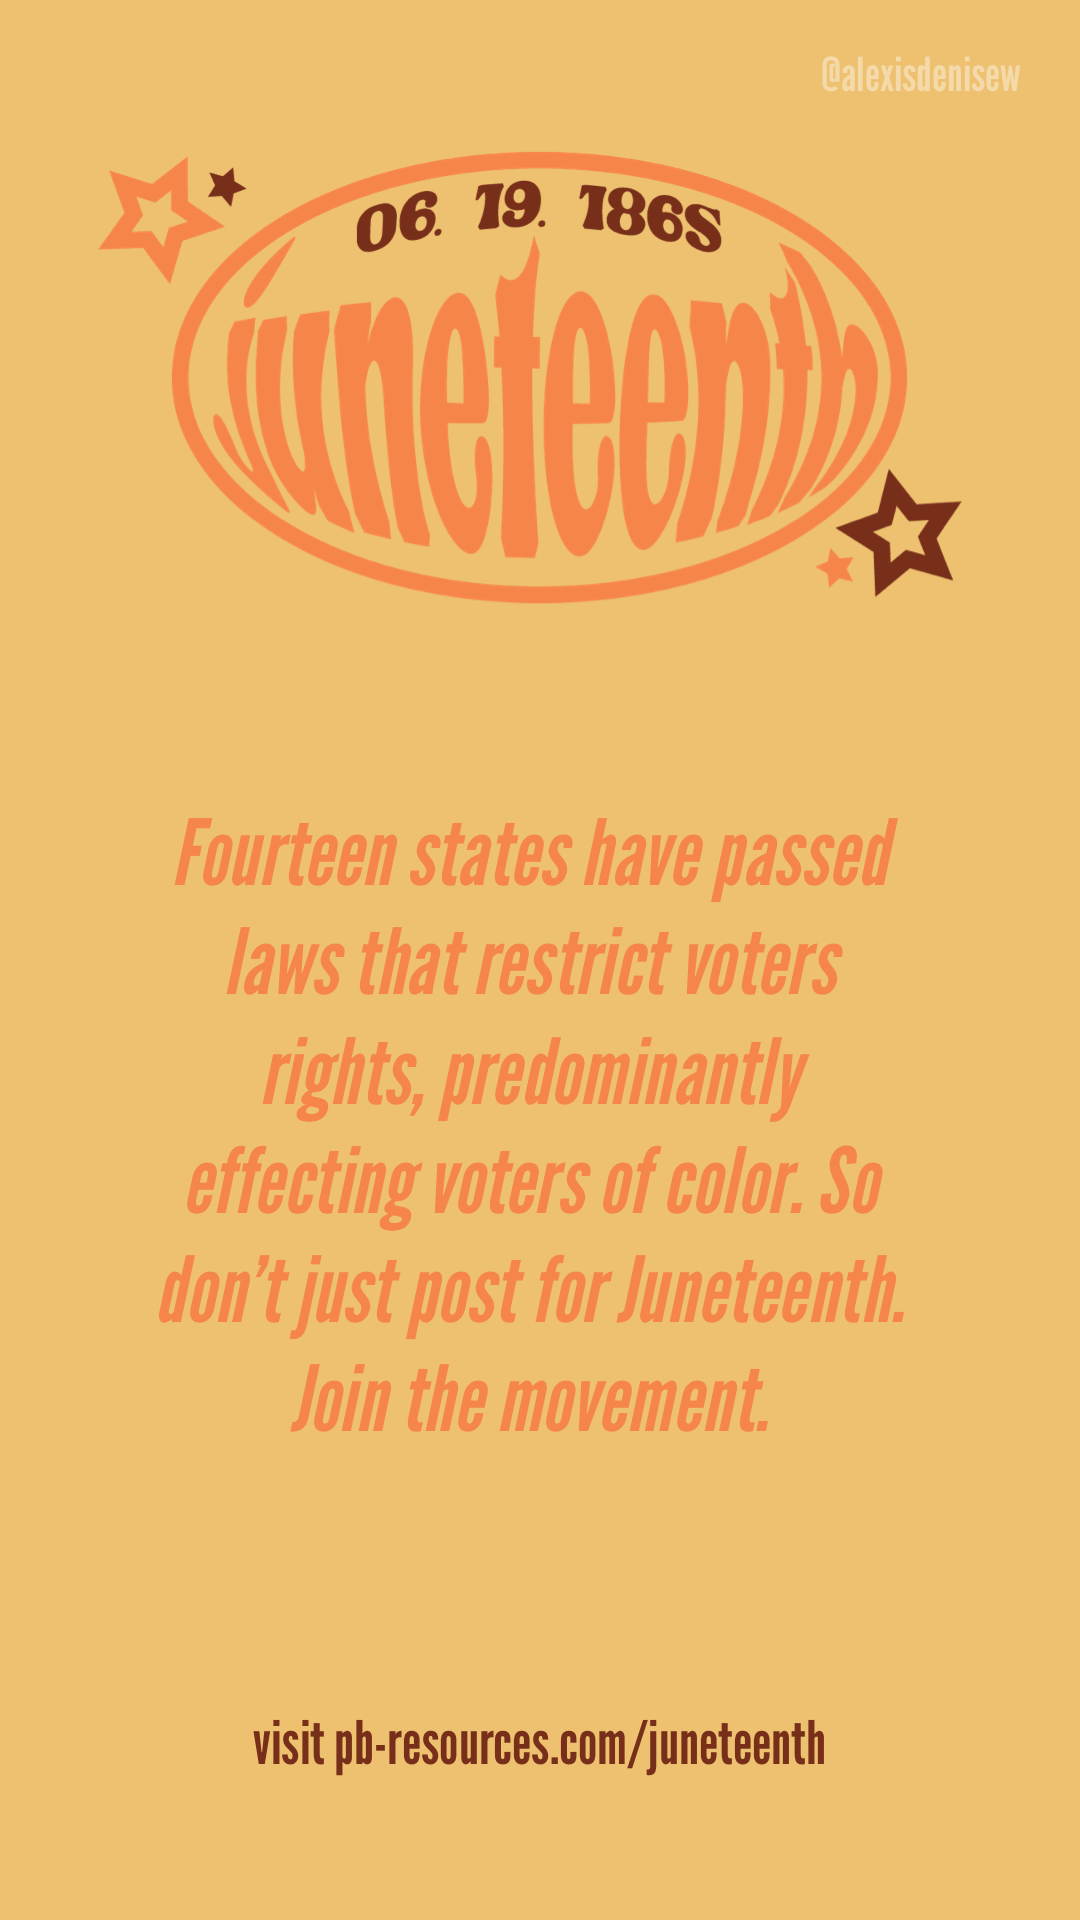 @alexisdenisew
06. 19. 1865
juneteenth
Fourteen states have passed
laws that restrict voters
rights, predominantly
effecting voters of color. So
don’t just post for Juneteenth.
Join the movement.
visit pb-resources.com/juneteenth